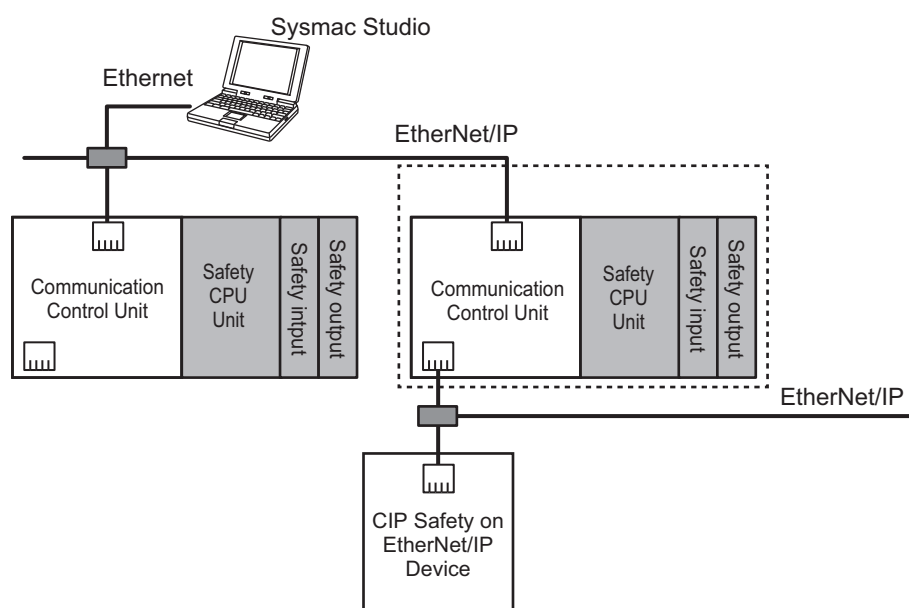 Sysmac Studio
Ethernet
EtherNet/IP
Communication
Control Unit
Safety
CPU
Unit
Safety intput
Safety output
Communication
Control Unit
Safety
CPU
Unit
Safety input
Safety output
EtherNet/IP
CIP Safety on
EtherNet/IP
Device